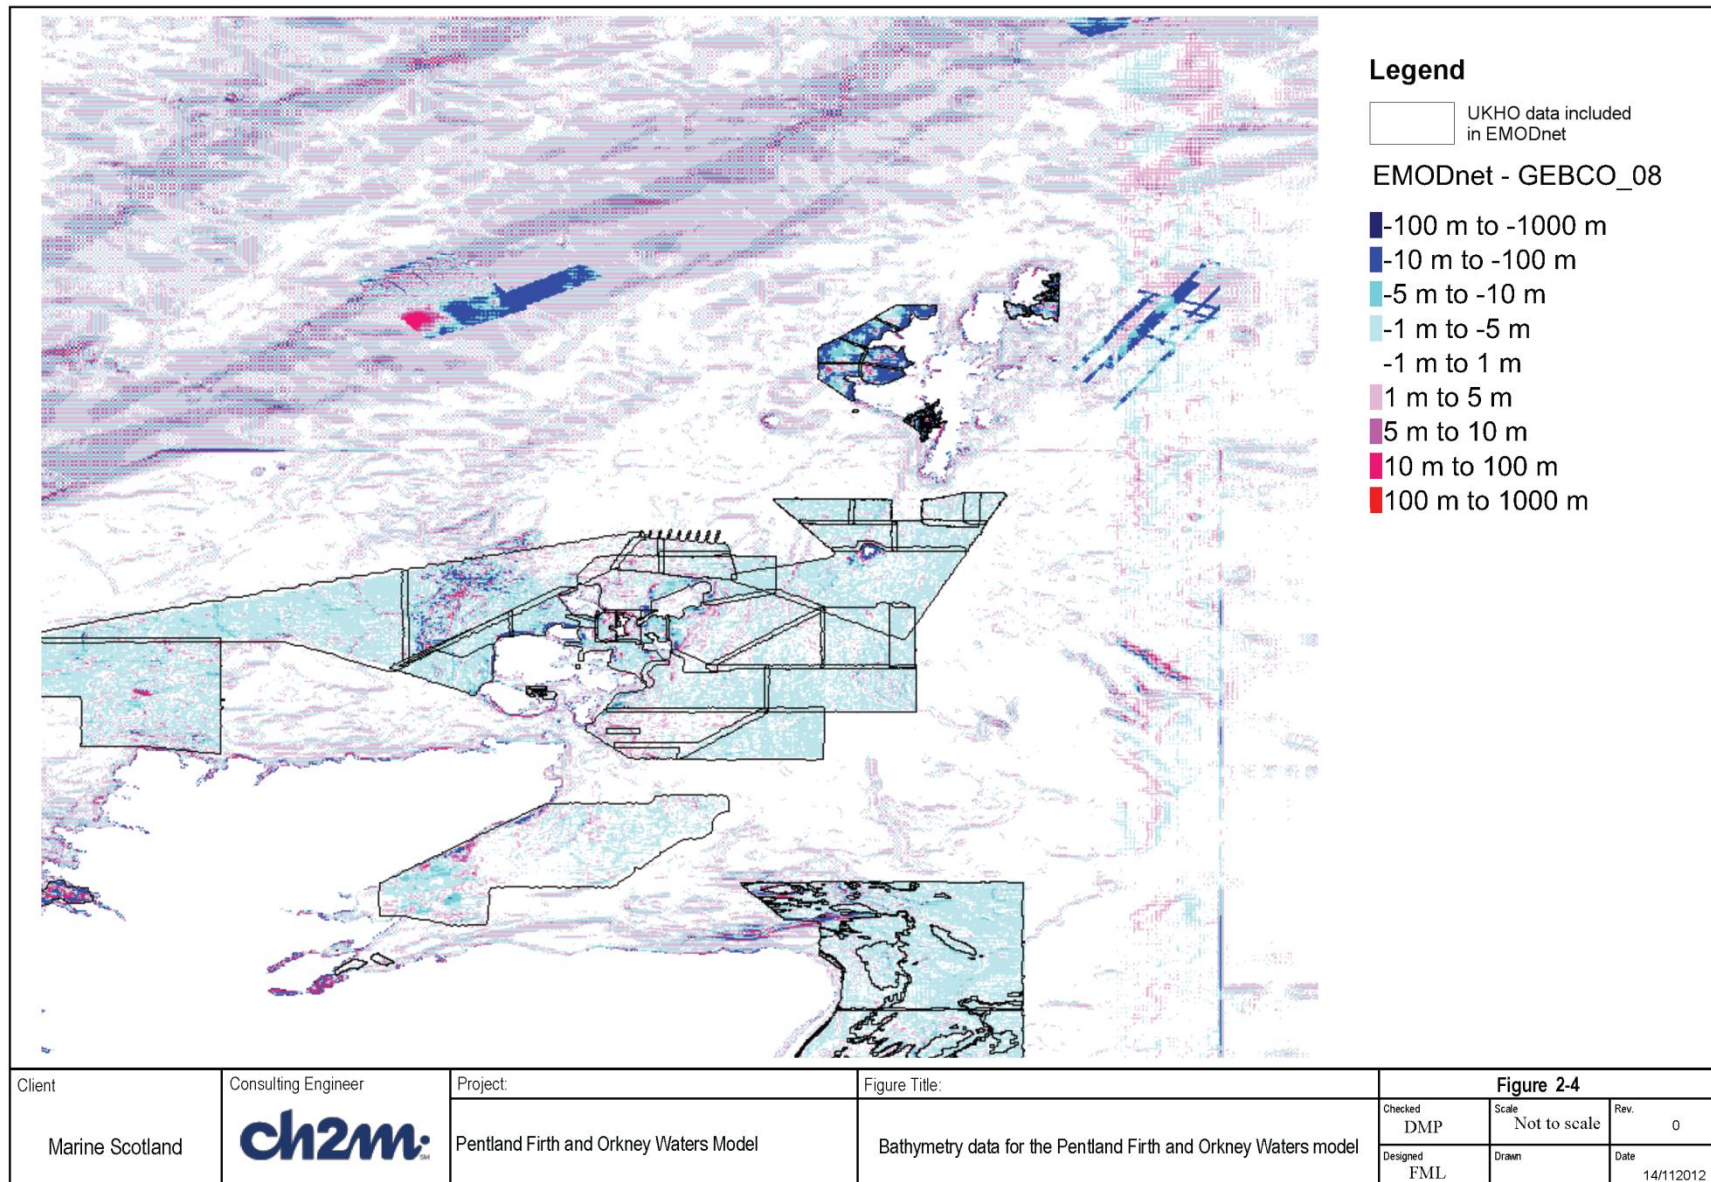 Legend
UKHO data included
in EMODnet
EMODnet - GEBCO_08
-100 m to -1000 m
-10 m to -100 m
-5 m to -10 m
-1 m to -5 m
-1 m to 1 m
1 m to 5 m
5 m to 10 m
10 m to 100 m
100 m to 1000 m
Client
Marine Scotland
Consulting Engineer
ch2m: SM
Project:
Pentland Firth and Orkney Waters Model
Figure Title:
Bathymetry data for the Pentland Firth and Orkney Waters model
Figure 2-4
Checked
DMP
Scale
Not to scale
Rev.
0
Designed
FML
Drawn
Date
14/112012